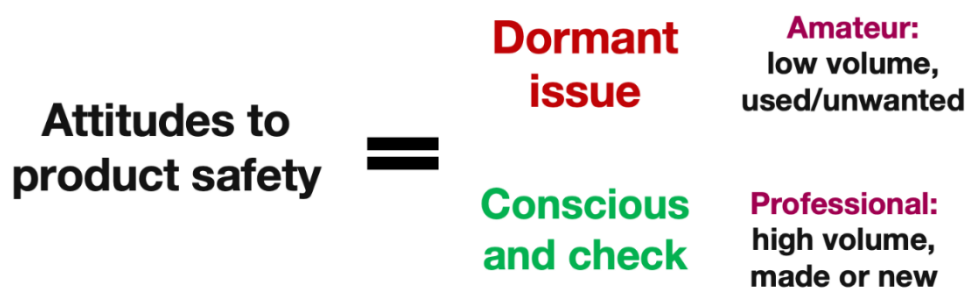 Attitudes to
product safety
=
Dormant
issue
Amateur:
low volume,
used/unwanted
Conscious
and check
Professional:
high volume,
made or new